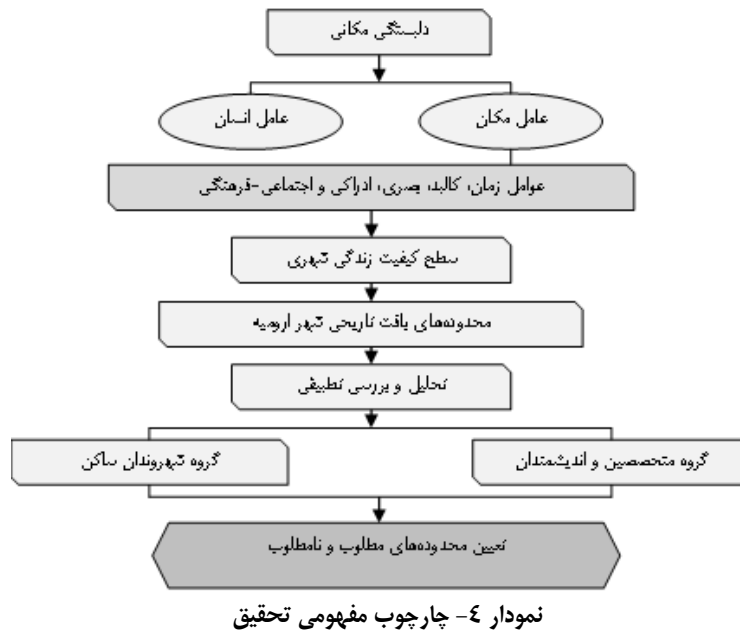 دلبستگی مکانی
عامل مکان
عامل انسان
عوامل زمان، کالبد، بصری، ادراکی و اجتماعی-فرهنگی
سطح کیفیت زندگی شهری
محدوده‌های بافت تاریخی شهر ارومیه
تحلیل و بررسی تطبیقی
گروه متخصصین و اندیشمندان
گروه شهروندان ساکن
تعیین محدوده‌های مطلوب و نامطلوب
نمودار ٤- چارچوب مفهومی تحقیق